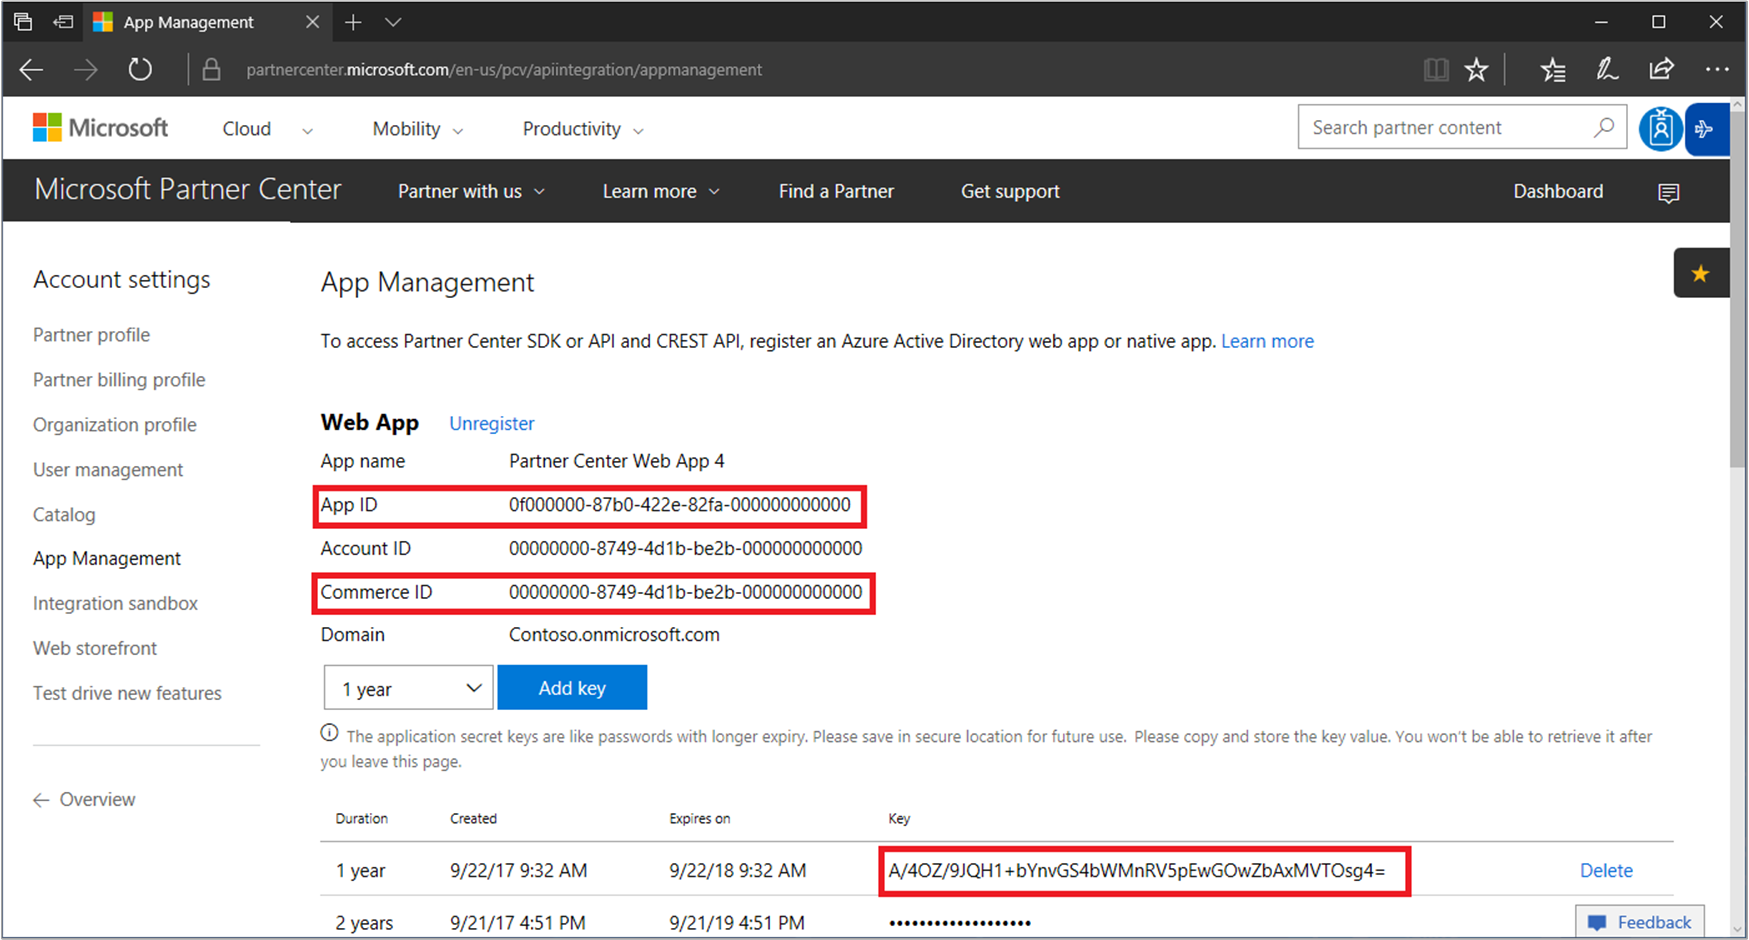 App Management
partnercenter.microsoft.com/en-us/pcv/apiintegration/appmanagement
Microsoft Cloud Mobility Productivity Search partner content
Microsoft Partner Center Partner with us Learn more Find a Partner Get support Dashboard
Account settings
Partner profile
Partner billing profile
Organization profile
User management
Catalog
App Management
Integration sandbox
Web storefront
Test drive new features
Overview
App Management
To access Partner Center SDK or API and CREST API, register an Azure Active Directory web app or native app. Learn more
Web App Unregister
App name Partner Center Web App 4
App ID 0f000000-87b0-422e-82fa-000000000000
Account ID 00000000-8749-4d1b-be2b-000000000000
Commerce ID 00000000-8749-4d1b-be2b-000000000000
Domain Contoso.onmicrosoft.com
1 year Add key
The application secret keys are like passwords with longer expiry. Please save in secure location for future use. Please copy and store the key value. You won't be able to retrieve it after
you leave this page.
Duration Created Expires on Key
1 year 9/22/17 9:32 AM 9/22/18 9:32 AM A/4OZ/9JQH1+bYnvGS4bWMnRV5pEwGOwZbAxMVTOsg4= Delete
2 years 9/21/17 4:51 PM 9/21/19 4:51 PM •••••••••••••••••••
Feedback